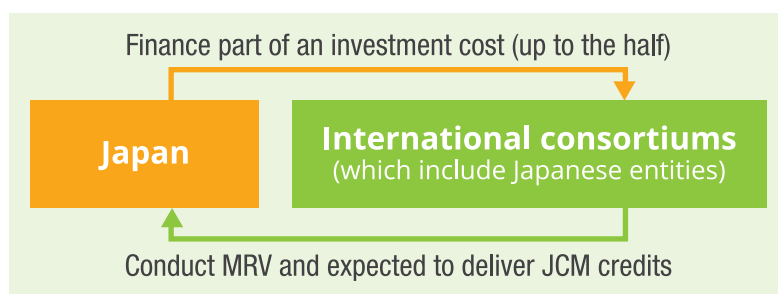 Finance part of an investment cost (up to the half)
Japan
International consortiums
(which include Japanese entities)
Conduct MRV and expected to deliver JCM credits